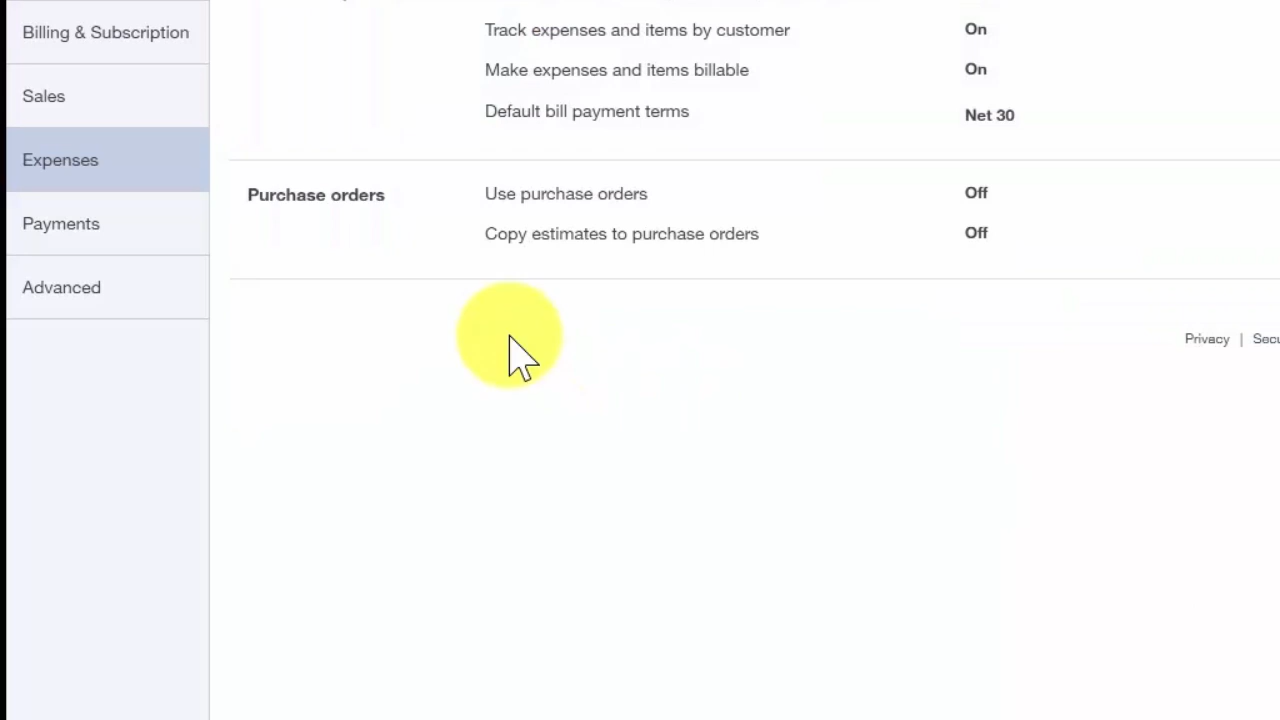 Billing & Subscription
Sales
Expenses
Payments
Advanced
Track expenses and items by customer On
Make expenses and items billable On
Default bill payment terms Net 30
Purchase orders Use purchase orders Off
Copy estimates to purchase orders Off
Privacy |